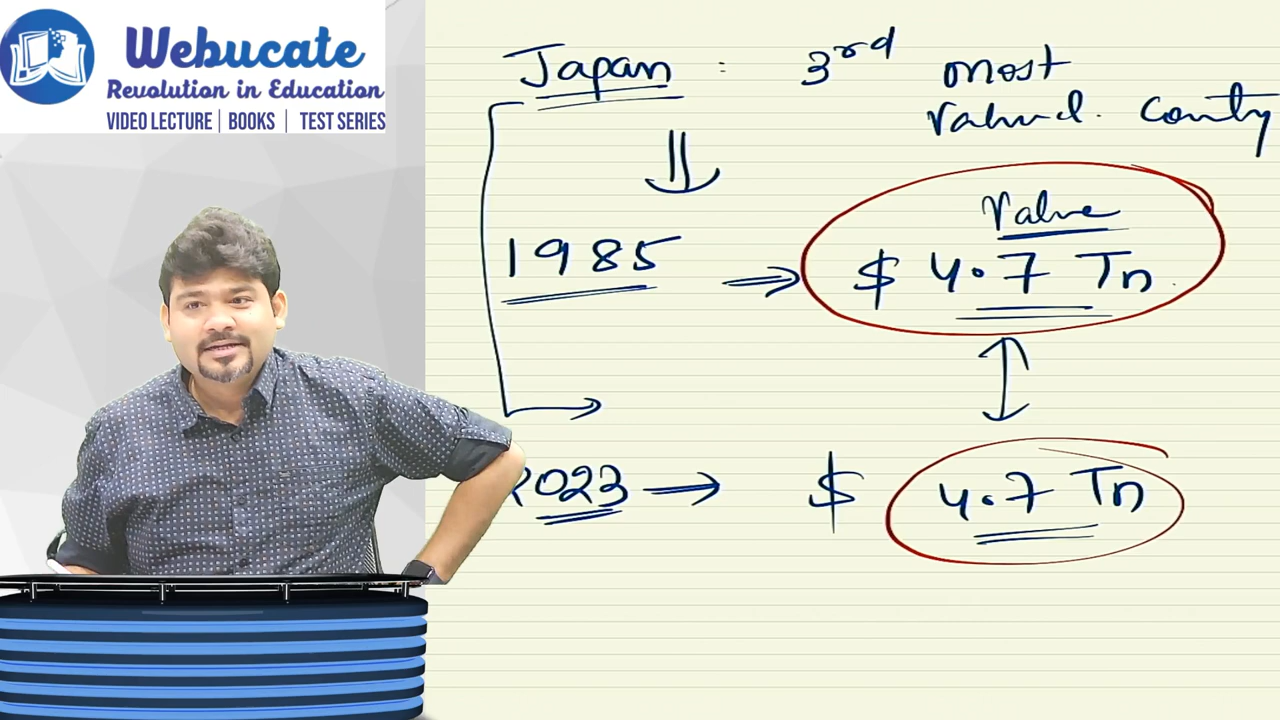 Webucate
Revolution in Education
VIDEO LECTURE | BOOKS | TEST SERIES
Japan : 3rd most
Valued. County
Value
1985 → $ 4.7 Tn
2023 → $ 4.7 Tn